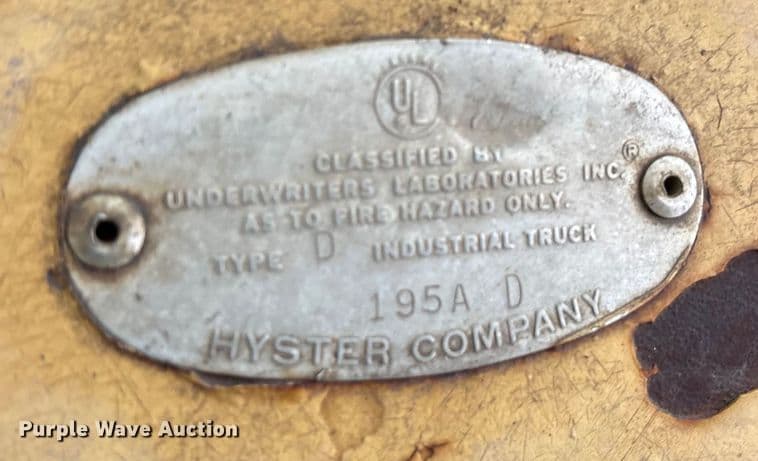 UL
CLASSIFIED BY
UNDERWRITERS LABORATORIES INC.®
AS TO FIRE HAZARD ONLY.
TYPE D INDUSTRIAL TRUCK
195A D
HYSTER COMPANY
Purple Wave Auction